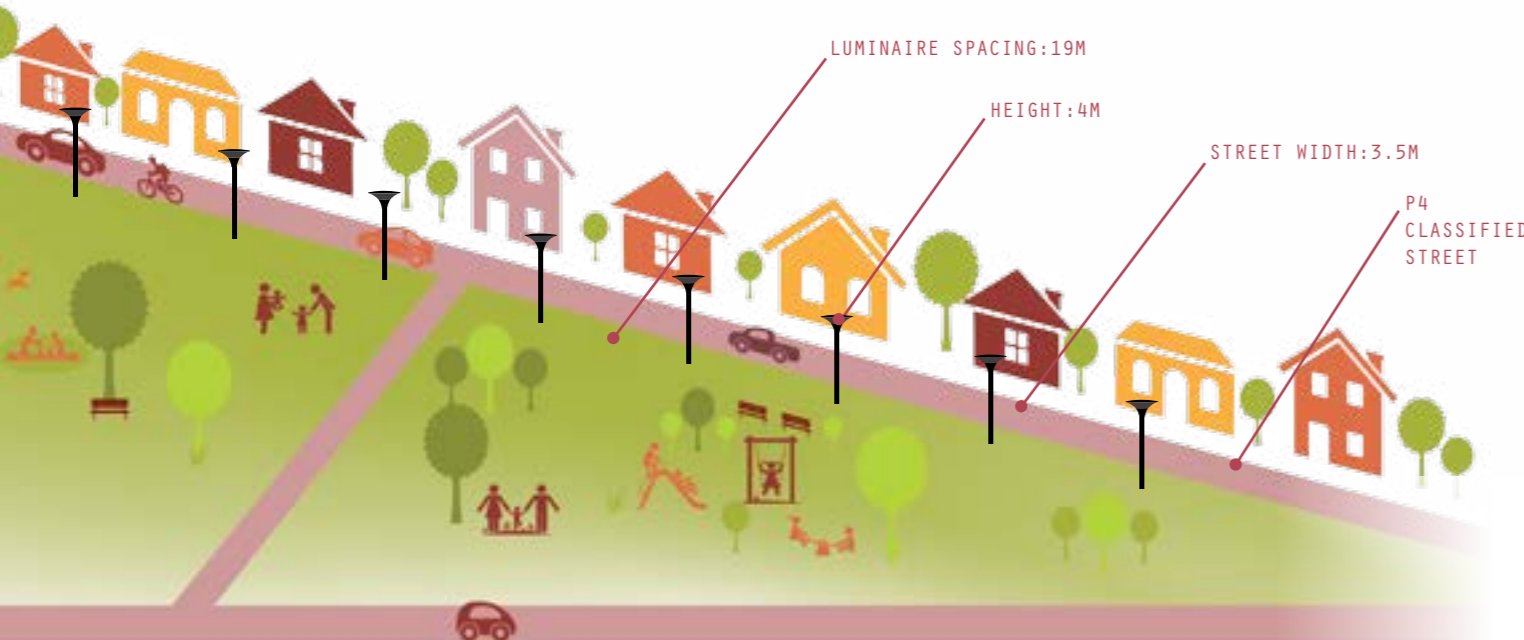 LUMINAIRE SPACING:19M
HEIGHT:4M
STREET WIDTH:3.5M
P4
CLASSIFIED
STREET